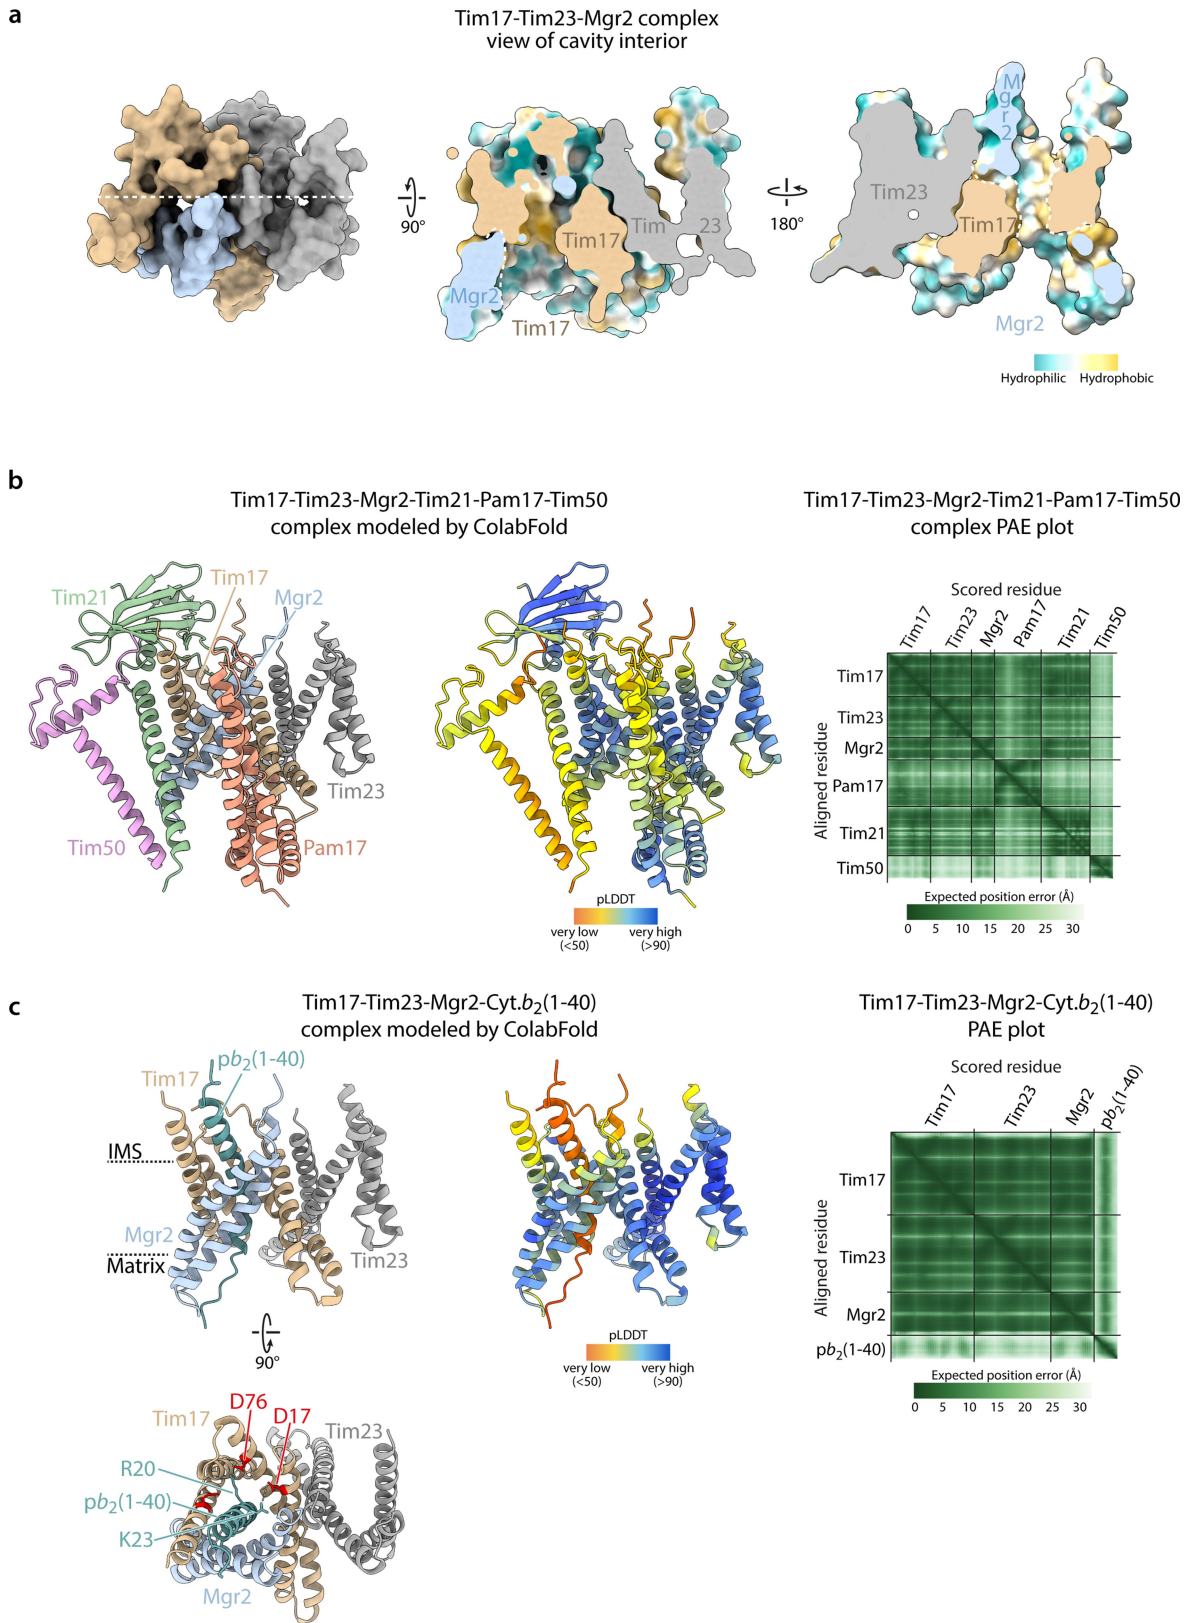 a
Tim17-Tim23-Mgr2 complex
view of cavity interior
90°
Mgr2
Tim17
Tim 23
Tim17
180°
Tim23
Mgr2
Tim17
Mgr2
Hydrophilic Hydrophobic
b
Tim17-Tim23-Mgr2-Tim21-Pam17-Tim50
complex modeled by ColabFold
Tim21
Tim17
Mgr2
Tim23
Tim50
Pam17
pLDDT
very low very high
(<50) (>90)
Tim17-Tim23-Mgr2-Tim21-Pam17-Tim50
complex PAE plot
Scored residue
Tim17 Tim23 Mgr2 Pam17 Tim21 Tim50
Aligned residue
Tim17
Tim23
Mgr2
Pam17
Tim21
Tim50
Expected position error (Å)
0 5 10 15 20 25 30
c
Tim17-Tim23-Mgr2-Cyt.b2(1-40)
complex modeled by ColabFold
pb2(1-40)
Tim17
IMS
Mgr2
Matrix
Tim23
90°
pLDDT
very low very high
(<50) (>90)
Tim17-Tim23-Mgr2-Cyt.b2(1-40)
PAE plot
Scored residue
Tim17 Tim23 Mgr2 pb2(1-40)
Aligned residue
Tim17
Tim23
Mgr2
pb2(1-40)
Expected position error (Å)
0 5 10 15 20 25 30
D76
Tim17
D17
Tim23
R20
pb2(1-40)
K23
Mgr2